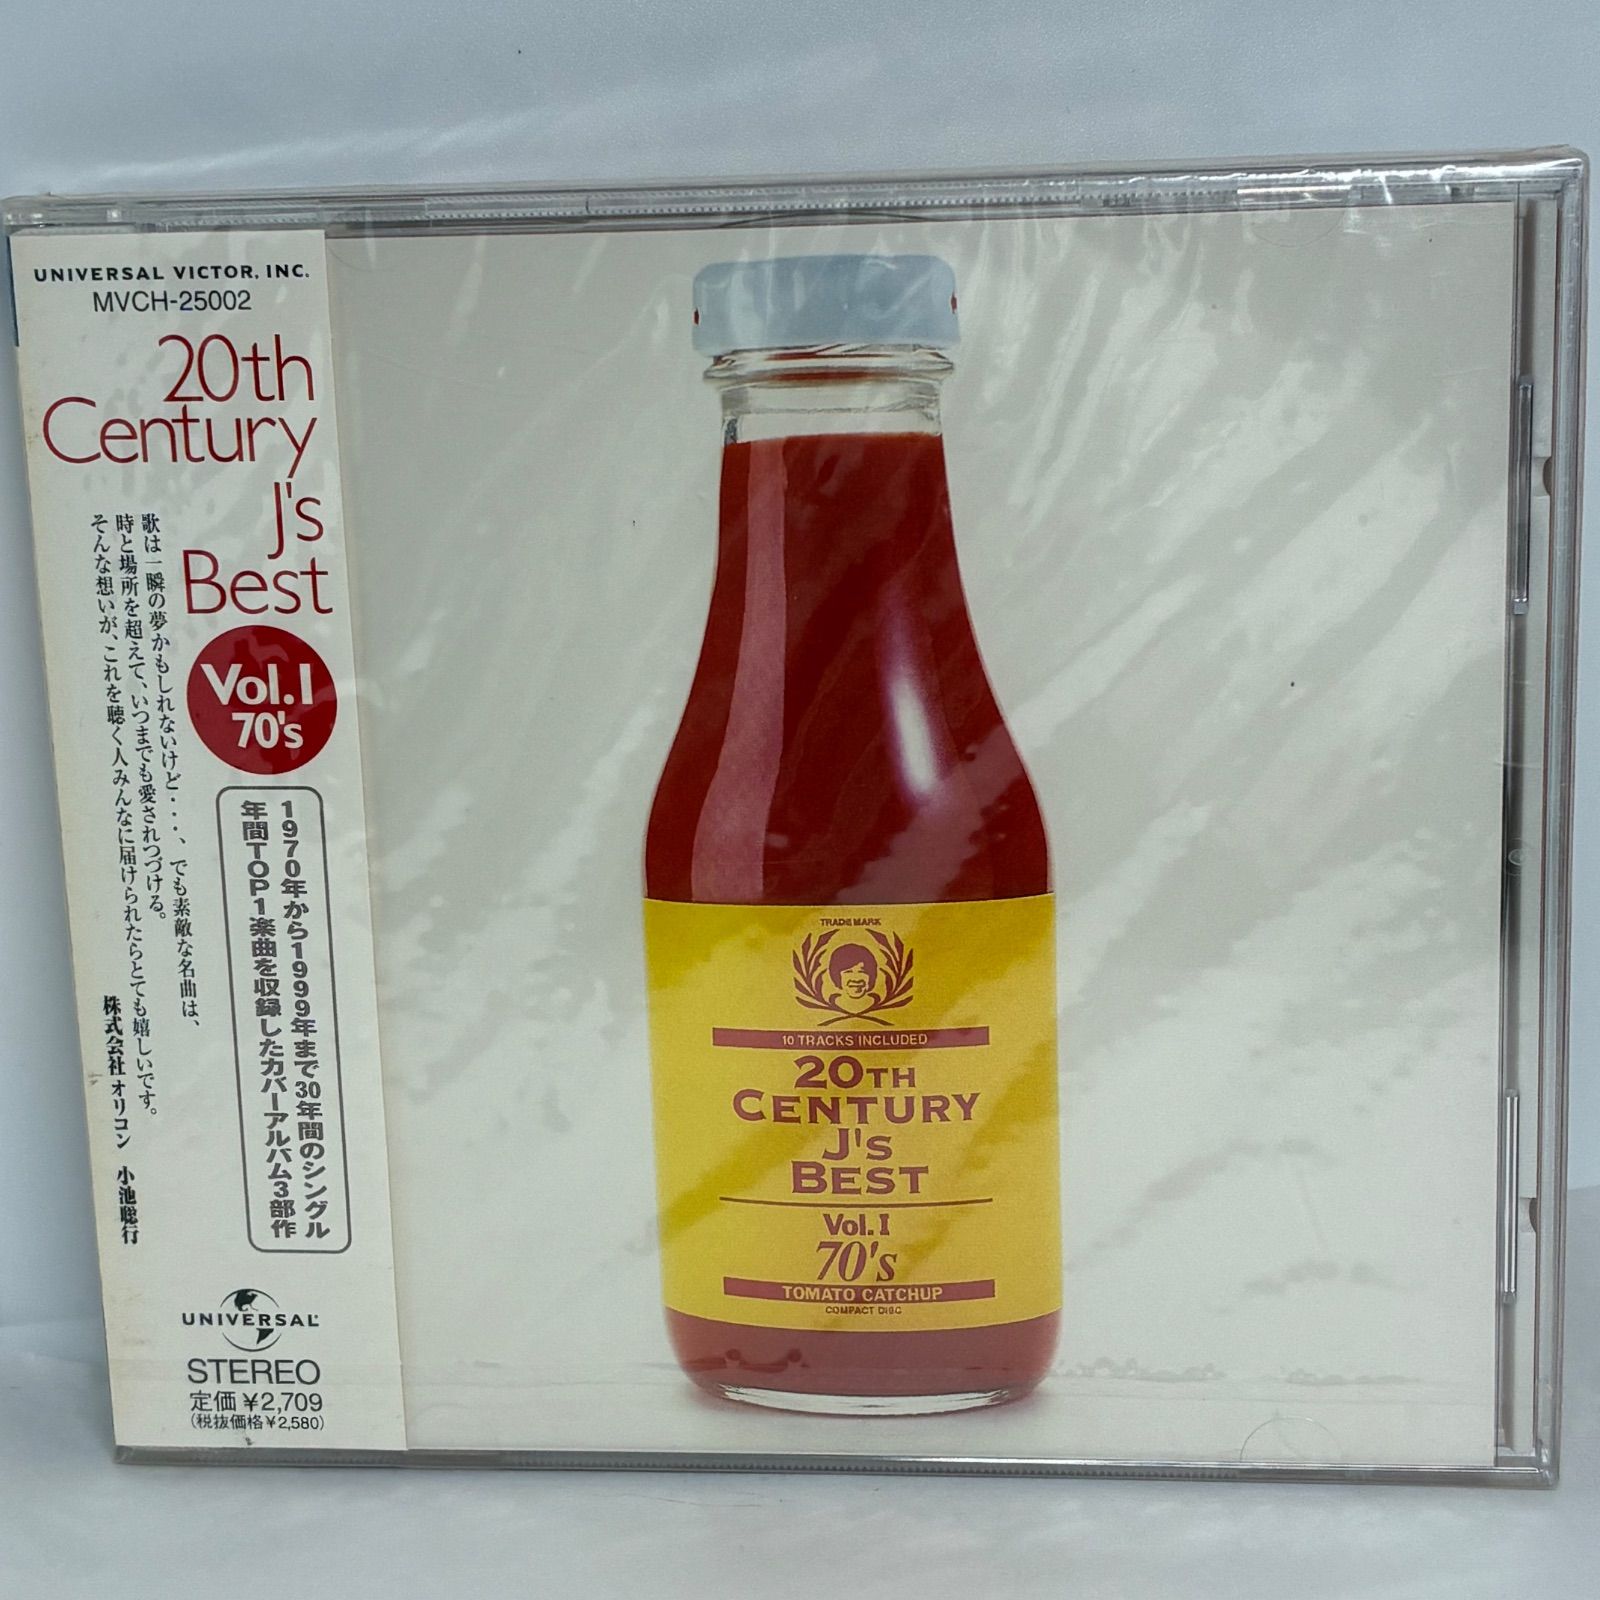 UNIVERSAL VICTOR, INC.
MVCH-25002
20th
Century
J's
Best
Vol.1
70's
歌は一瞬の夢かもしれないけど・・・、でも素敵な名曲は、
時と場所を超えて、いつまでも愛されつづける。
そんな想いが、これを聴く人みんなに届けられたらとても嬉しいです。
株式会社 オリコン 小池聡行
1970年から1999年まで30年間のシングル
年間TOP1楽曲を収録したカバーアルバム3部作
UNIVERSAL
STEREO
定価¥2,709
(税抜価格¥2,580)
TRADE MARK
10 TRACKS INCLUDED
20TH
CENTURY
J'S
BEST
Vol.1
70's
TOMATO CATCHUP
COMPACT DISC